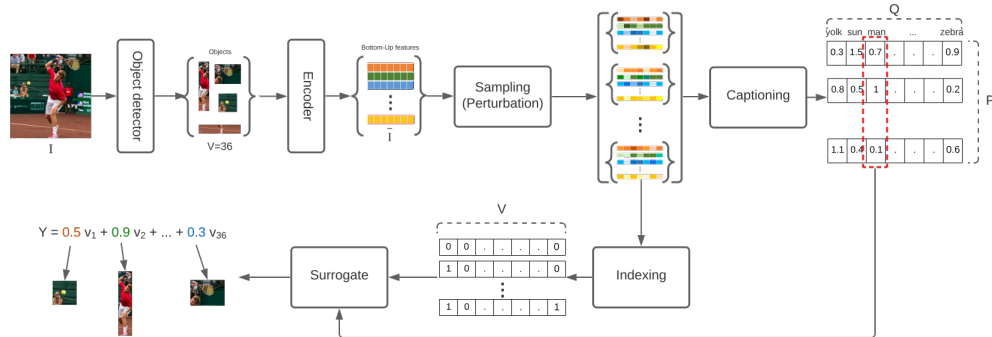 I
Object
detector
Objects
V=36
Encoder
Bottom-Up features
Ĩ
Sampling
(Perturbation)
Captioning
Q
yolk sun man ... zebra
0.3 1.5 0.7 . . . 0.9
0.8 0.5 1 . . . 0.2
1.1 0.4 0.1 . . . 0.6
Y = 0.5 v1 + 0.9 v2 + ... + 0.3 v36
Surrogate
V
0 0 . . . . 0
1 0 . . . . 0
1 0 . . . . 1
Indexing